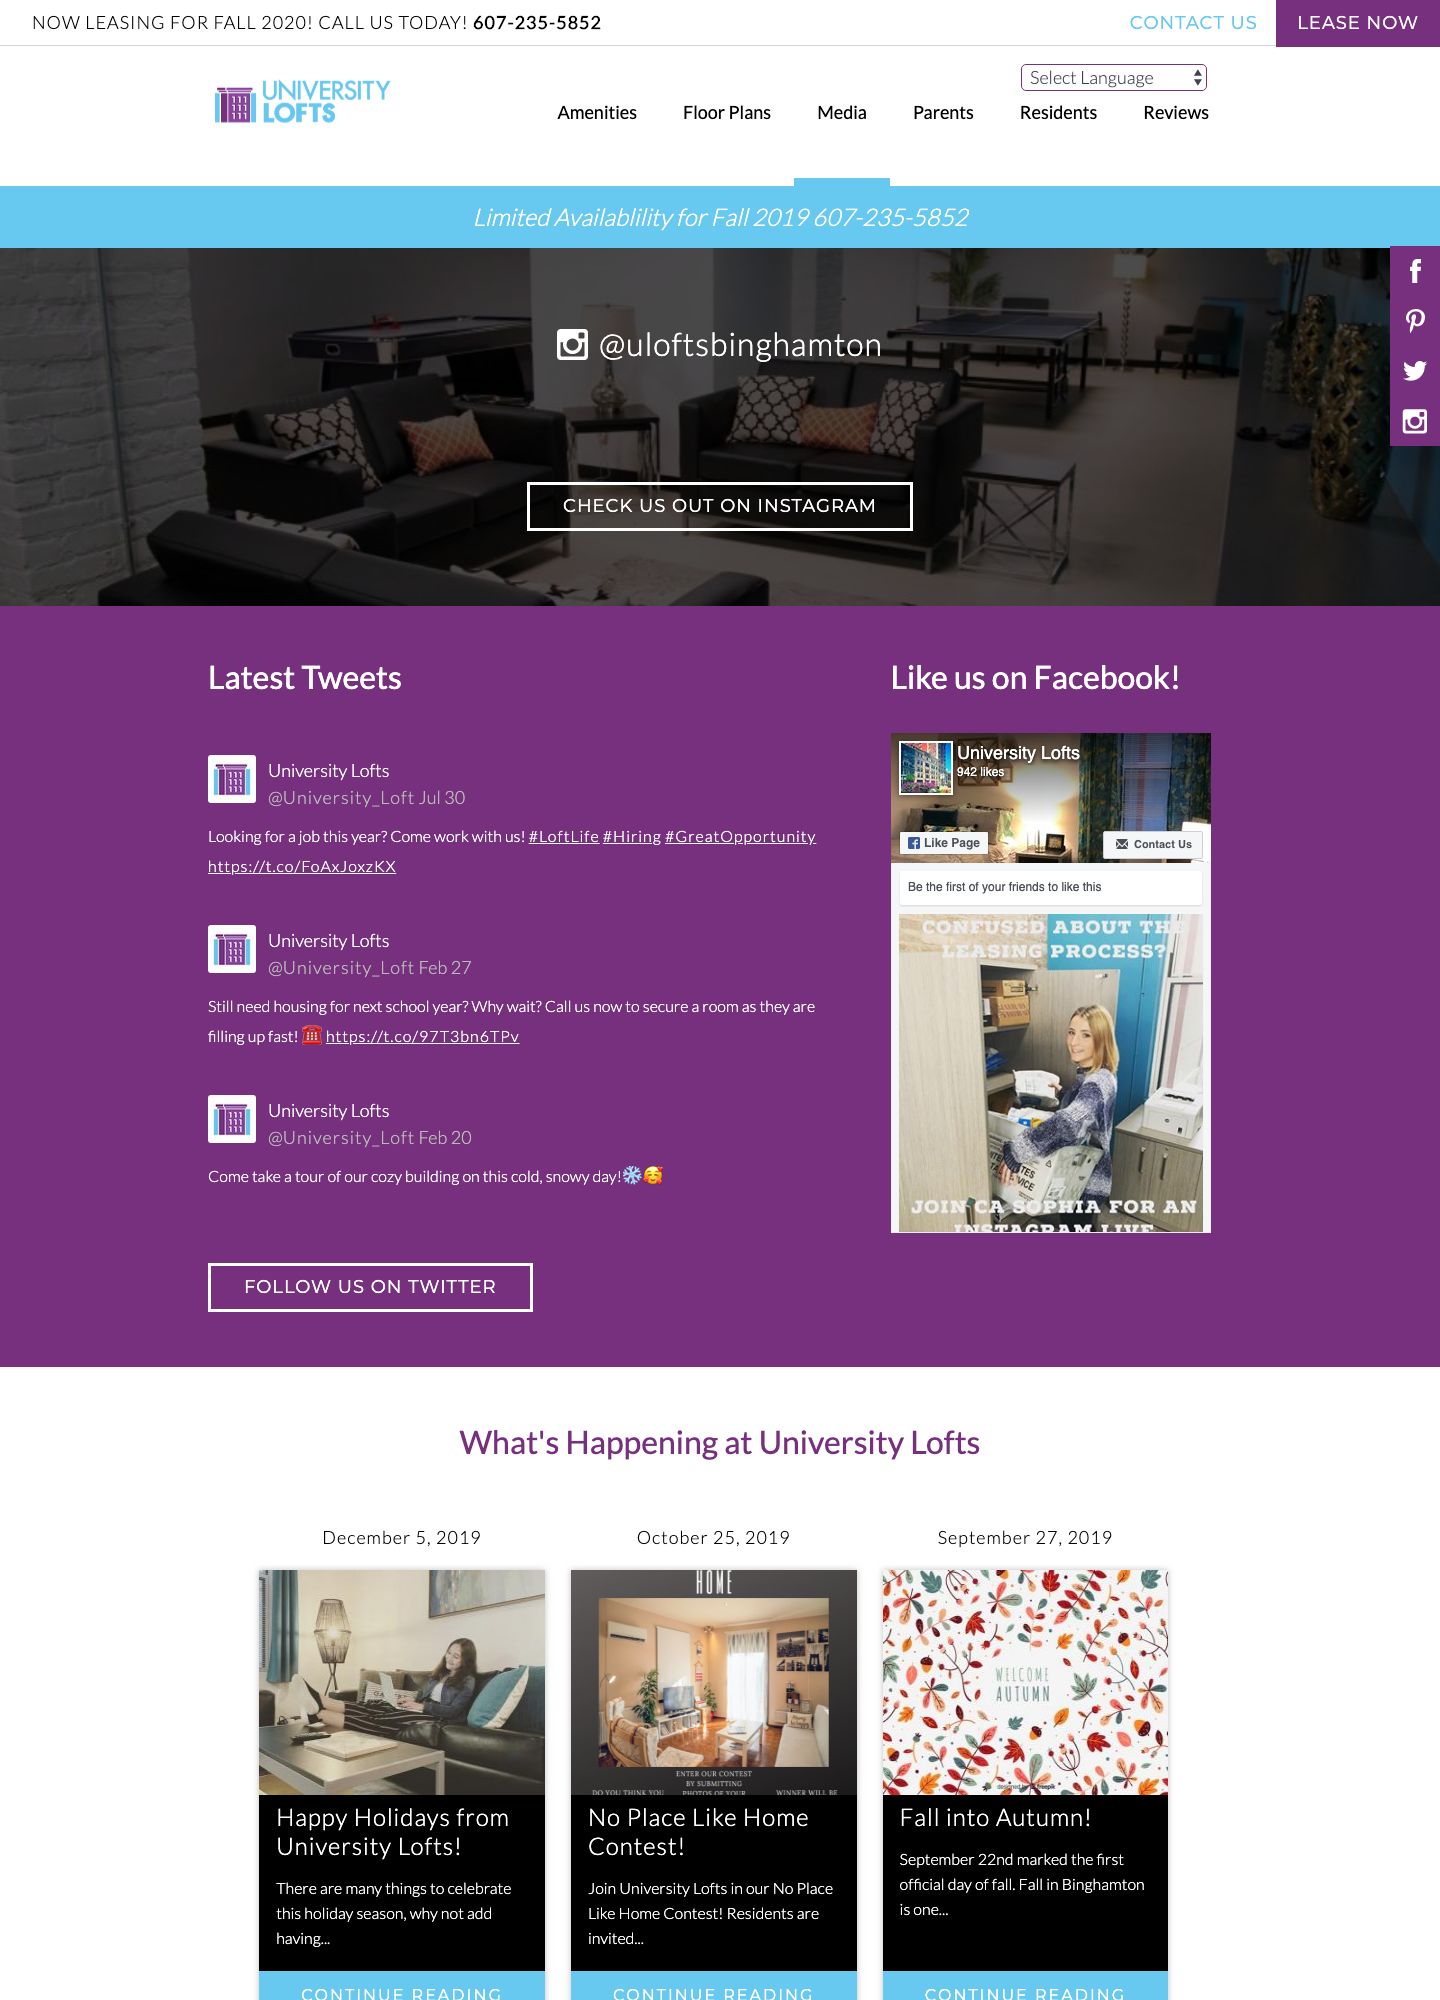 NOW LEASING FOR FALL 2020! CALL US TODAY! 607-235-5852
CONTACT US
LEASE NOW
Select Language
UNIVERSITY
LOFTS
Amenities
Floor Plans
Media
Parents
Residents
Reviews
Limited Availablility for Fall 2019 607-235-5852
@uloftsbinghamton
CHECK US OUT ON INSTAGRAM
Latest Tweets
University Lofts
@University_Loft Jul 30
Looking for a job this year? Come work with us! #LoftLife #Hiring #GreatOpportunity
https://t.co/FoAxJoxzKX
University Lofts
@University_Loft Feb 27
Still need housing for next school year? Why wait? Call us now to secure a room as they are
filling up fast! ☎️ https://t.co/97T3bn6TPv
University Lofts
@University_Loft Feb 20
Come take a tour of our cozy building on this cold, snowy day!❄️🥰
FOLLOW US ON TWITTER
Like us on Facebook!
University Lofts
942 likes
Like Page
Contact Us
Be the first of your friends to like this
CONFUSED ABOUT THE
LEASING PROCESS?
JOIN CA SOPHIA FOR AN
INSTAGRAM LIVE
What's Happening at University Lofts
December 5, 2019
Happy Holidays from
University Lofts!
There are many things to celebrate
this holiday season, why not add
having...
CONTINUE READING
October 25, 2019
HOME
ENTER OUR CONTEST
BY SUBMITTING
DO YOU THINK YOU
PHOTOS OF YOUR
WINNER WILL BE
No Place Like Home
Contest!
Join University Lofts in our No Place
Like Home Contest! Residents are
invited...
CONTINUE READING
September 27, 2019
WELCOME
AUTUMN
Fall into Autumn!
September 22nd marked the first
official day of fall. Fall in Binghamton
is one...
CONTINUE READING